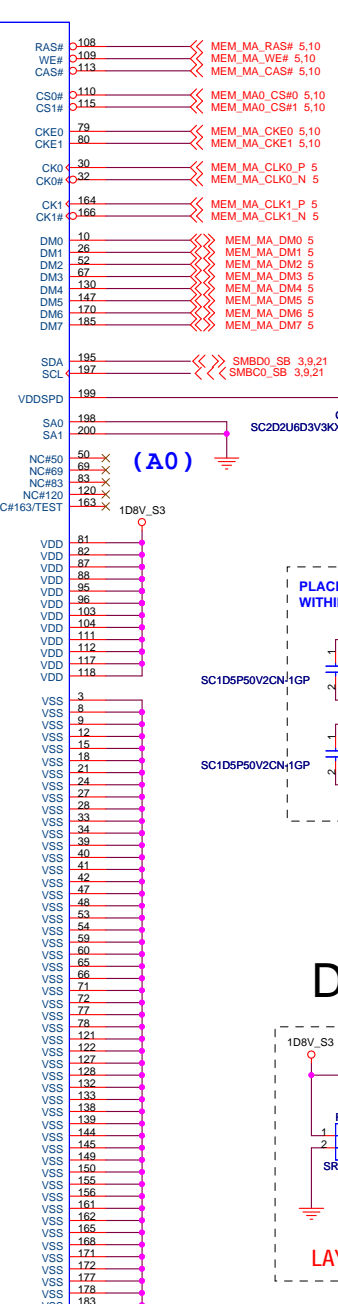 RAS# 108 MEM_MA_RAS# 5,10
WE# 109 MEM_MA_WE# 5,10
CAS# 113 MEM_MA_CAS# 5,10
CS0# 110 MEM_MA0_CS#0 5,10
CS1# 115 MEM_MA0_CS#1 5,10
CKE0 79 MEM_MA_CKE0 5,10
CKE1 80 MEM_MA_CKE1 5,10
CK0 30 MEM_MA_CLK0_P 5
CK0# 32 MEM_MA_CLK0_N 5
CK1 164 MEM_MA_CLK1_P 5
CK1# 166 MEM_MA_CLK1_N 5
DM0 10 MEM_MA_DM0 5
DM1 26 MEM_MA_DM1 5
DM2 52 MEM_MA_DM2 5
DM3 67 MEM_MA_DM3 5
DM4 130 MEM_MA_DM4 5
DM5 147 MEM_MA_DM5 5
DM6 170 MEM_MA_DM6 5
DM7 185 MEM_MA_DM7 5
SDA 195 SMBD0_SB 3,9,21
SCL 197 SMBC0_SB 3,9,21
VDDSPD 199
SA0 198
SA1 200
SC2D2U6D3V3KX
NC#50 50
(A0)
NC#69 69
NC#83 83
NC#120 120
C#163/TEST 163
1D8V_S3
VDD 81
VDD 82
VDD 87
VDD 88
VDD 95
VDD 96
VDD 103
VDD 104
VDD 111
VDD 112
VDD 117
VDD 118
PLAC
WITHI
1
SC1D5P50V2CN-1GP
2
1
SC1D5P50V2CN-1GP
2
VSS 3
VSS 8
VSS 9
VSS 12
VSS 15
VSS 18
VSS 21
VSS 24
VSS 27
VSS 28
VSS 33
VSS 34
VSS 39
VSS 40
VSS 41
VSS 42
VSS 47
VSS 48
VSS 53
VSS 54
VSS 59
VSS 60
VSS 65
VSS 66
VSS 71
VSS 72
VSS 77
VSS 78
VSS 121
VSS 122
VSS 127
VSS 128
VSS 132
VSS 133
VSS 138
VSS 139
VSS 144
VSS 145
VSS 149
VSS 150
VSS 155
VSS 156
VSS 161
VSS 162
VSS 165
VSS 168
VSS 171
VSS 172
VSS 177
VSS 178
VSS 183
D
1D8V_S3
1
2
SR
LAY